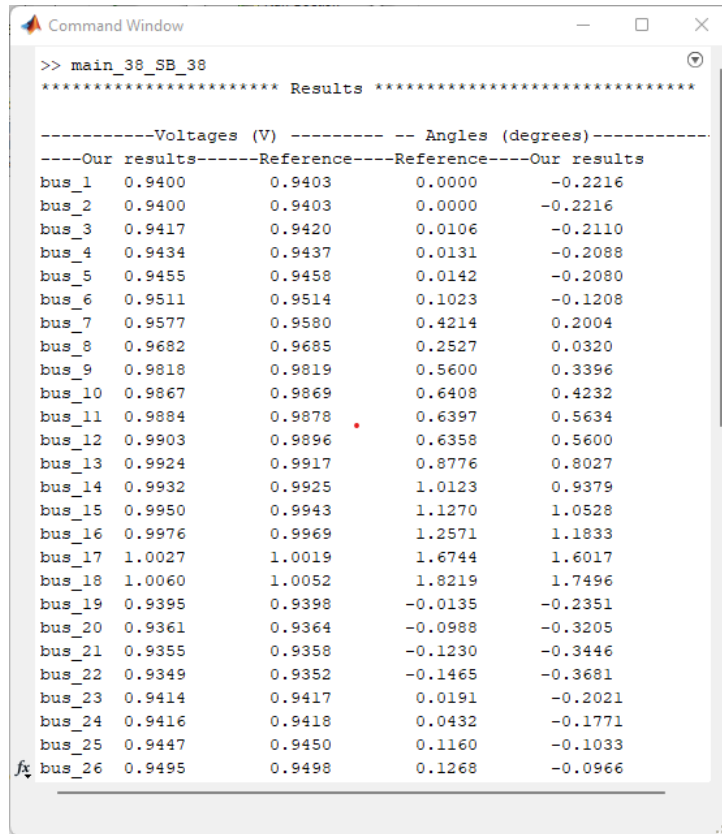 Command Window
>> main_38_SB_38
*********************** Results *******************************
-----------Voltages (V) --------- -- Angles (degrees)-----------
----Our results------Reference----Reference----Our results
bus_1 0.9400 0.9403 0.0000 -0.2216
bus_2 0.9400 0.9403 0.0000 -0.2216
bus_3 0.9417 0.9420 0.0106 -0.2110
bus_4 0.9434 0.9437 0.0131 -0.2088
bus_5 0.9455 0.9458 0.0142 -0.2080
bus_6 0.9511 0.9514 0.1023 -0.1208
bus_7 0.9577 0.9580 0.4214 0.2004
bus_8 0.9682 0.9685 0.2527 0.0320
bus_9 0.9818 0.9819 0.5600 0.3396
bus_10 0.9867 0.9869 0.6408 0.4232
bus_11 0.9884 0.9878 0.6397 0.5634
bus_12 0.9903 0.9896 0.6358 0.5600
bus_13 0.9924 0.9917 0.8776 0.8027
bus_14 0.9932 0.9925 1.0123 0.9379
bus_15 0.9950 0.9943 1.1270 1.0528
bus_16 0.9976 0.9969 1.2571 1.1833
bus_17 1.0027 1.0019 1.6744 1.6017
bus_18 1.0060 1.0052 1.8219 1.7496
bus_19 0.9395 0.9398 -0.0135 -0.2351
bus_20 0.9361 0.9364 -0.0988 -0.3205
bus_21 0.9355 0.9358 -0.1230 -0.3446
bus_22 0.9349 0.9352 -0.1465 -0.3681
bus_23 0.9414 0.9417 0.0191 -0.2021
bus_24 0.9416 0.9418 0.0432 -0.1771
bus_25 0.9447 0.9450 0.1160 -0.1033
fx bus_26 0.9495 0.9498 0.1268 -0.0966